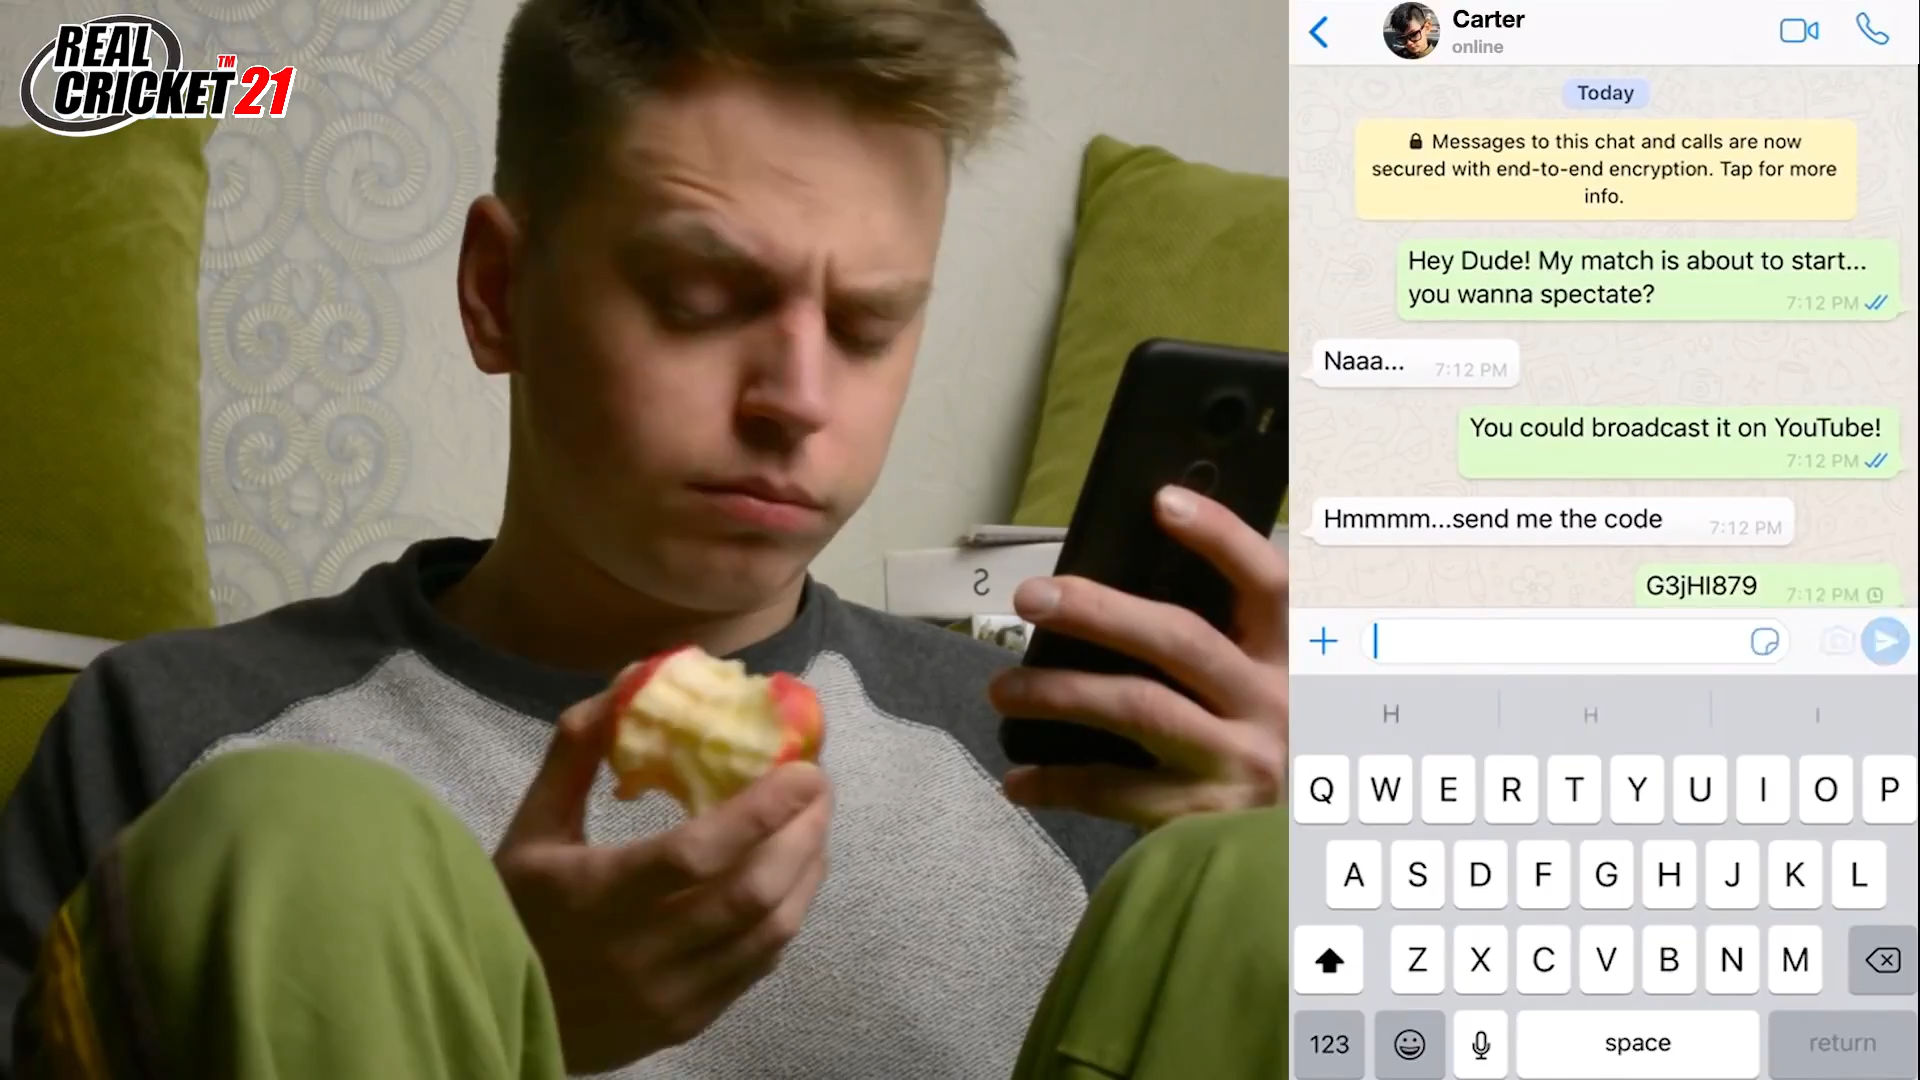 REAL
CRICKET™ 21
Carter
online
Today
Messages to this chat and calls are now
secured with end-to-end encryption. Tap for more
info.
Hey Dude! My match is about to start...
you wanna spectate?
7:12 PM
Naaa...
7:12 PM
You could broadcast it on YouTube!
7:12 PM
Hmmmm...send me the code
7:12 PM
G3jHI879
7:12 PM
S
H H I
Q W E R T Y U I O P
A S D F G H J K L
Z X C V B N M
123 space return